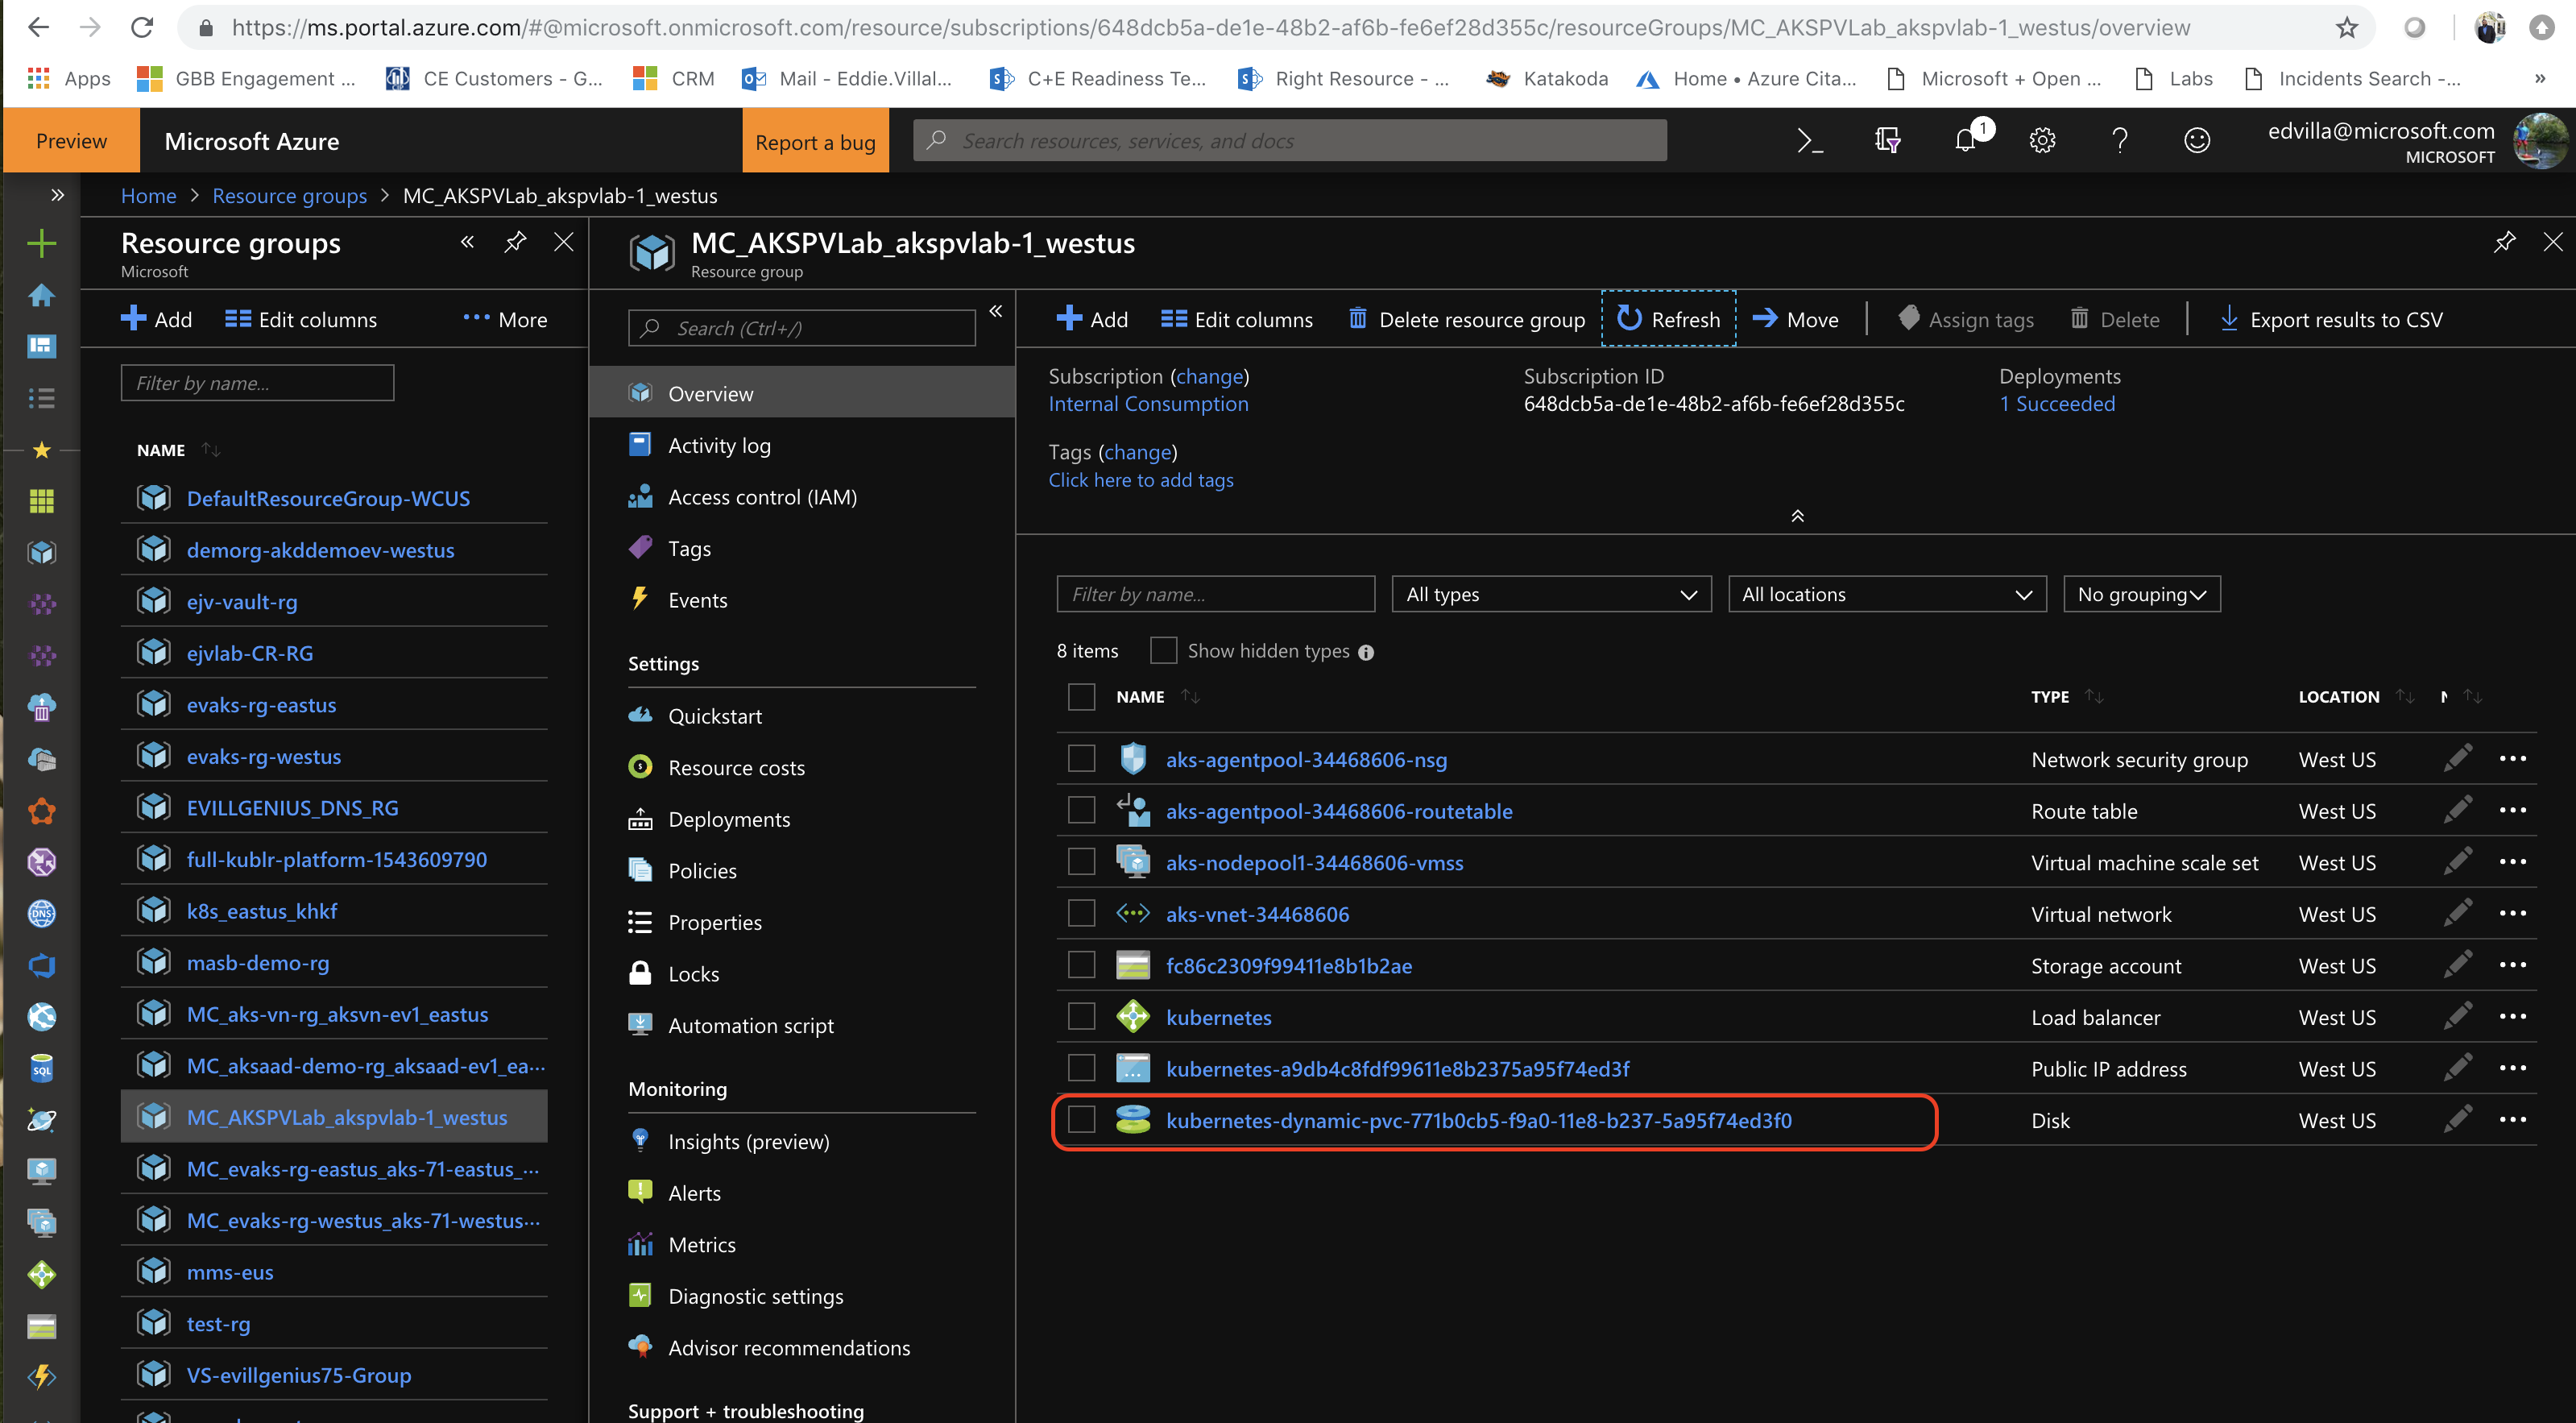 https://ms.portal.azure.com/#@microsoft.onmicrosoft.com/resource/subscriptions/648dcb5a-de1e-48b2-af6b-fe6ef28d355c/resourceGroups/MC_AKSPVLab_akspvlab-1_westus/overview
Apps GBB Engagement ... CE Customers - G... CRM Mail - Eddie.Villal... C+E Readiness Te... Right Resource - ... Katakoda Home • Azure Cita... Microsoft + Open ... Labs Incidents Search -... »
Preview Microsoft Azure Report a bug Search resources, services, and docs 1 edvilla@microsoft.com
MICROSOFT
Home > Resource groups > MC_AKSPVLab_akspvlab-1_westus
Resource groups
Microsoft
Add Edit columns ••• More
Filter by name...
NAME
DefaultResourceGroup-WCUS
demorg-akddemoev-westus
ejv-vault-rg
ejvlab-CR-RG
evaks-rg-eastus
evaks-rg-westus
EVILLGENIUS_DNS_RG
full-kublr-platform-1543609790
k8s_eastus_khkf
masb-demo-rg
MC_aks-vn-rg_aksvn-ev1_eastus
MC_aksaad-demo-rg_aksaad-ev1_ea···
MC_AKSPVLab_akspvlab-1_westus
MC_evaks-rg-eastus_aks-71-eastus_···
MC_evaks-rg-westus_aks-71-westus···
mms-eus
test-rg
VS-evillgenius75-Group
DNS
SQL
MC_AKSPVLab_akspvlab-1_westus
Resource group
Search (Ctrl+/)
Overview
Activity log
Access control (IAM)
Tags
Events
Settings
Quickstart
Resource costs
Deployments
Policies
Properties
Locks
Automation script
Monitoring
Insights (preview)
Alerts
Metrics
Diagnostic settings
Advisor recommendations
Support + troubleshooting
Add Edit columns Delete resource group Refresh Move Assign tags Delete Export results to CSV
Subscription (change) Subscription ID Deployments
Internal Consumption 648dcb5a-de1e-48b2-af6b-fe6ef28d355c 1 Succeeded
Tags (change)
Click here to add tags
Filter by name... All types All locations No grouping
8 items Show hidden types
NAME TYPE LOCATION
aks-agentpool-34468606-nsg Network security group West US
aks-agentpool-34468606-routetable Route table West US
aks-nodepool1-34468606-vmss Virtual machine scale set West US
aks-vnet-34468606 Virtual network West US
fc86c2309f99411e8b1b2ae Storage account West US
kubernetes Load balancer West US
kubernetes-a9db4c8fdf99611e8b2375a95f74ed3f Public IP address West US
kubernetes-dynamic-pvc-771b0cb5-f9a0-11e8-b237-5a95f74ed3f0 Disk West US